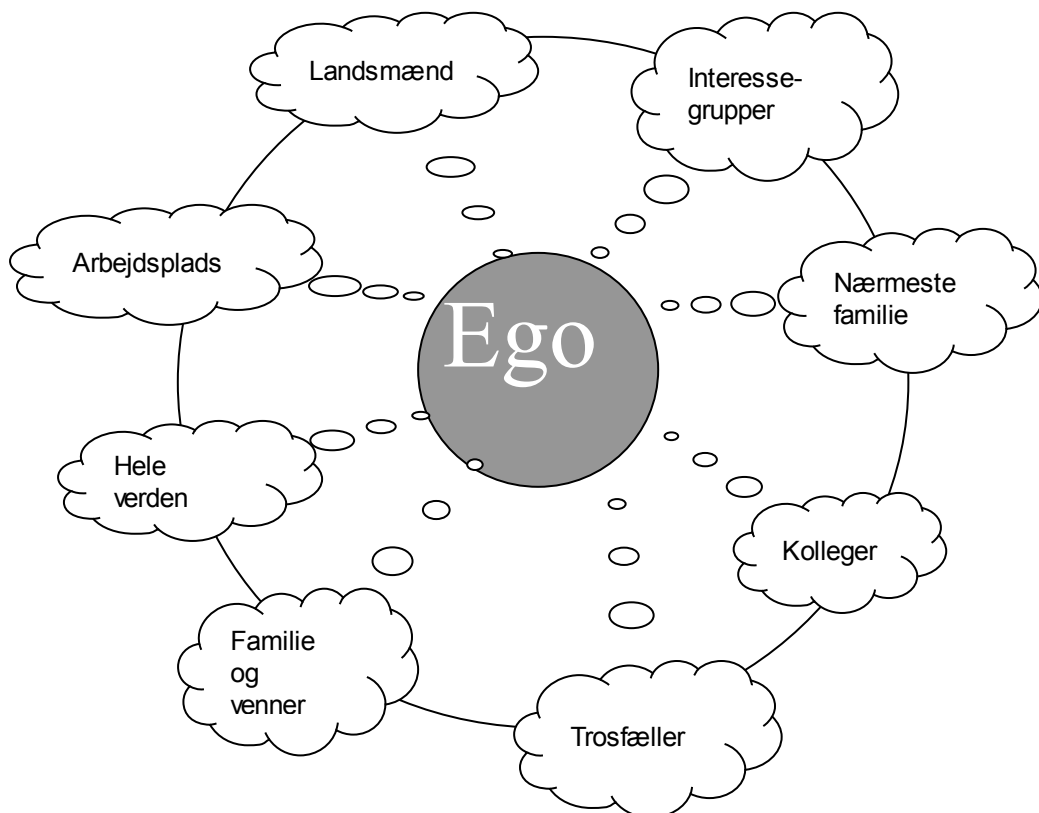 Landsmænd
Interesse-
grupper
Arbejdsplads
Nærmeste
familie
Ego
Hele
verden
Kolleger
Familie
og
venner
Trosfæller